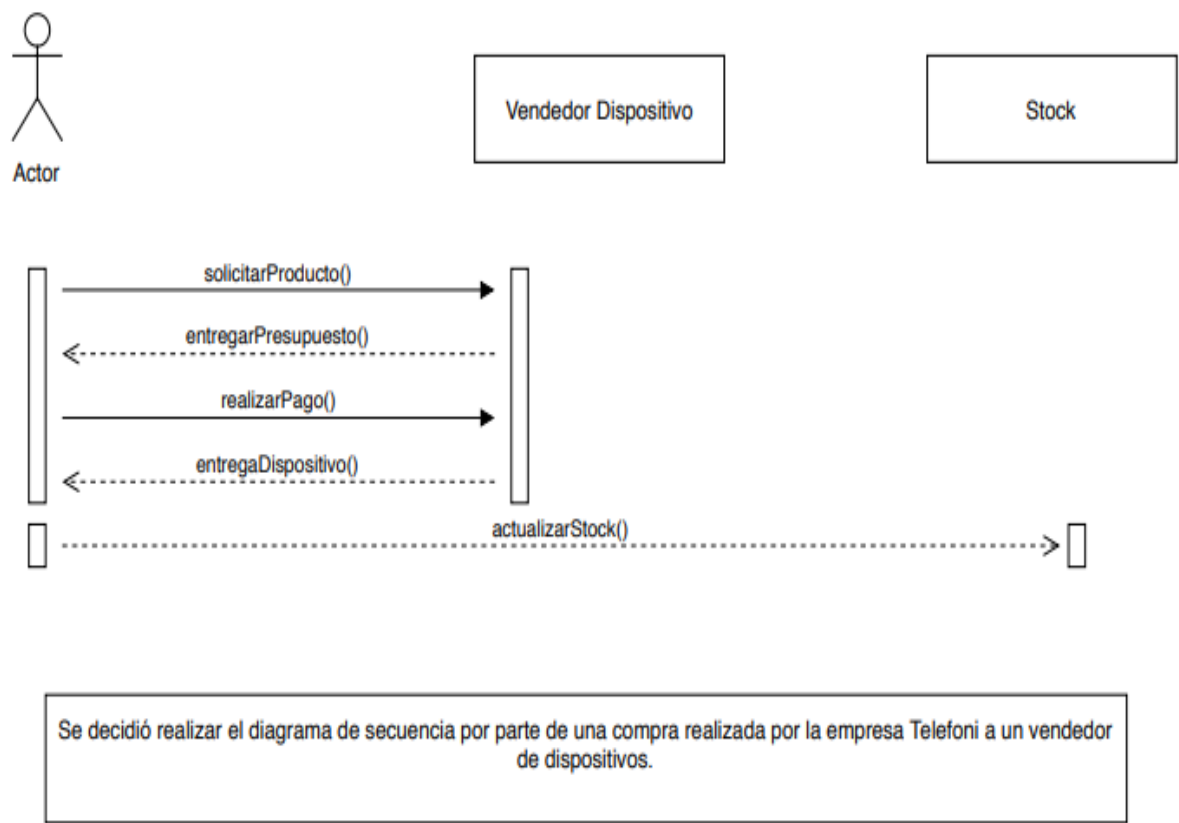 Vendedor Dispositivo
Stock
Actor
solicitarProducto()
entregarPresupuesto()
realizarPago()
entregaDispositivo()
actualizarStock()
Se decidió realizar el diagrama de secuencia por parte de una compra realizada por la empresa Telefoni a un vendedor
de dispositivos.